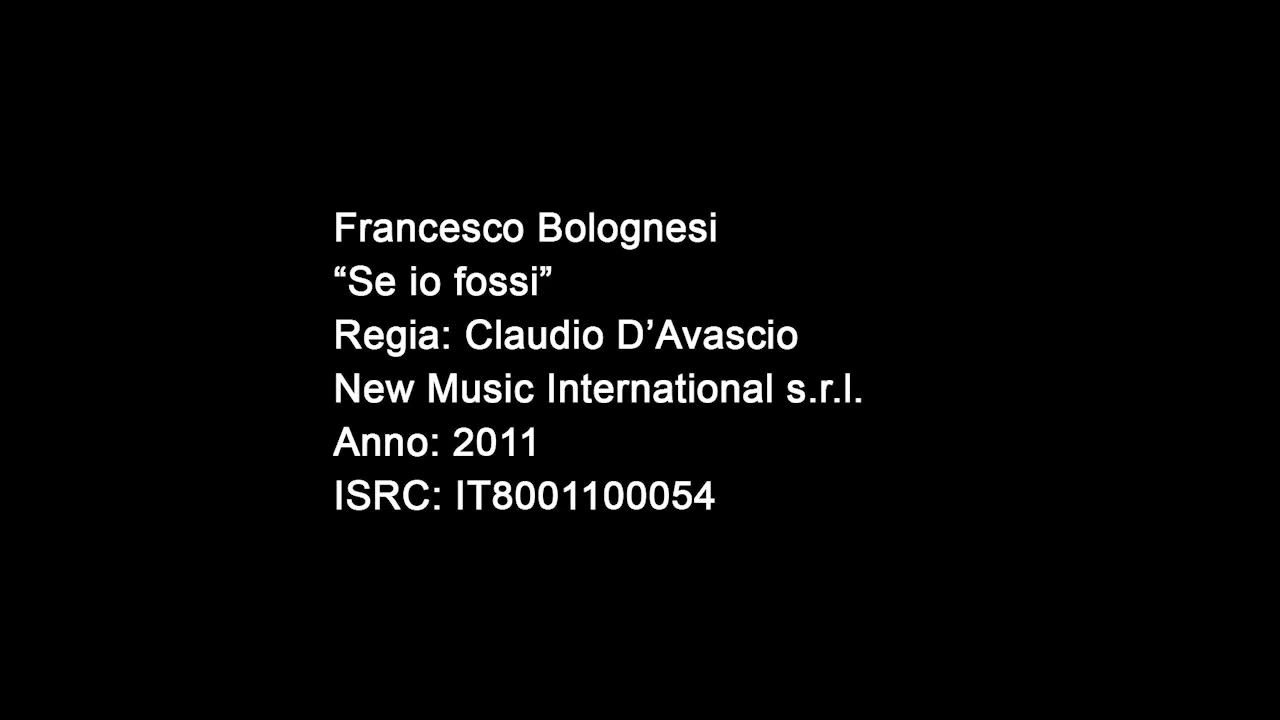 Francesco Bolognesi
“Se io fossi”
Regia: Claudio D’Avascio
New Music International s.r.l.
Anno: 2011
ISRC: IT8001100054